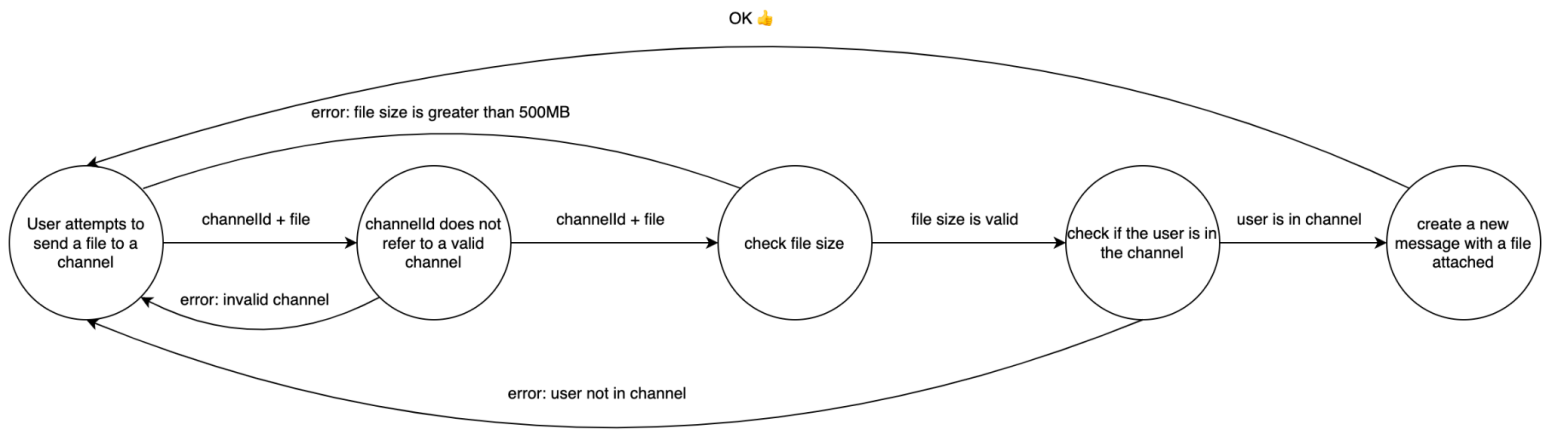 OK 👍
error: file size is greater than 500MB
User attempts to
send a file to a
channel
channelId + file
channelId does not
refer to a valid
channel
channelId + file
check file size
file size is valid
check if the user is in
the channel
user is in channel
create a new
message with a file
attached
error: invalid channel
error: user not in channel